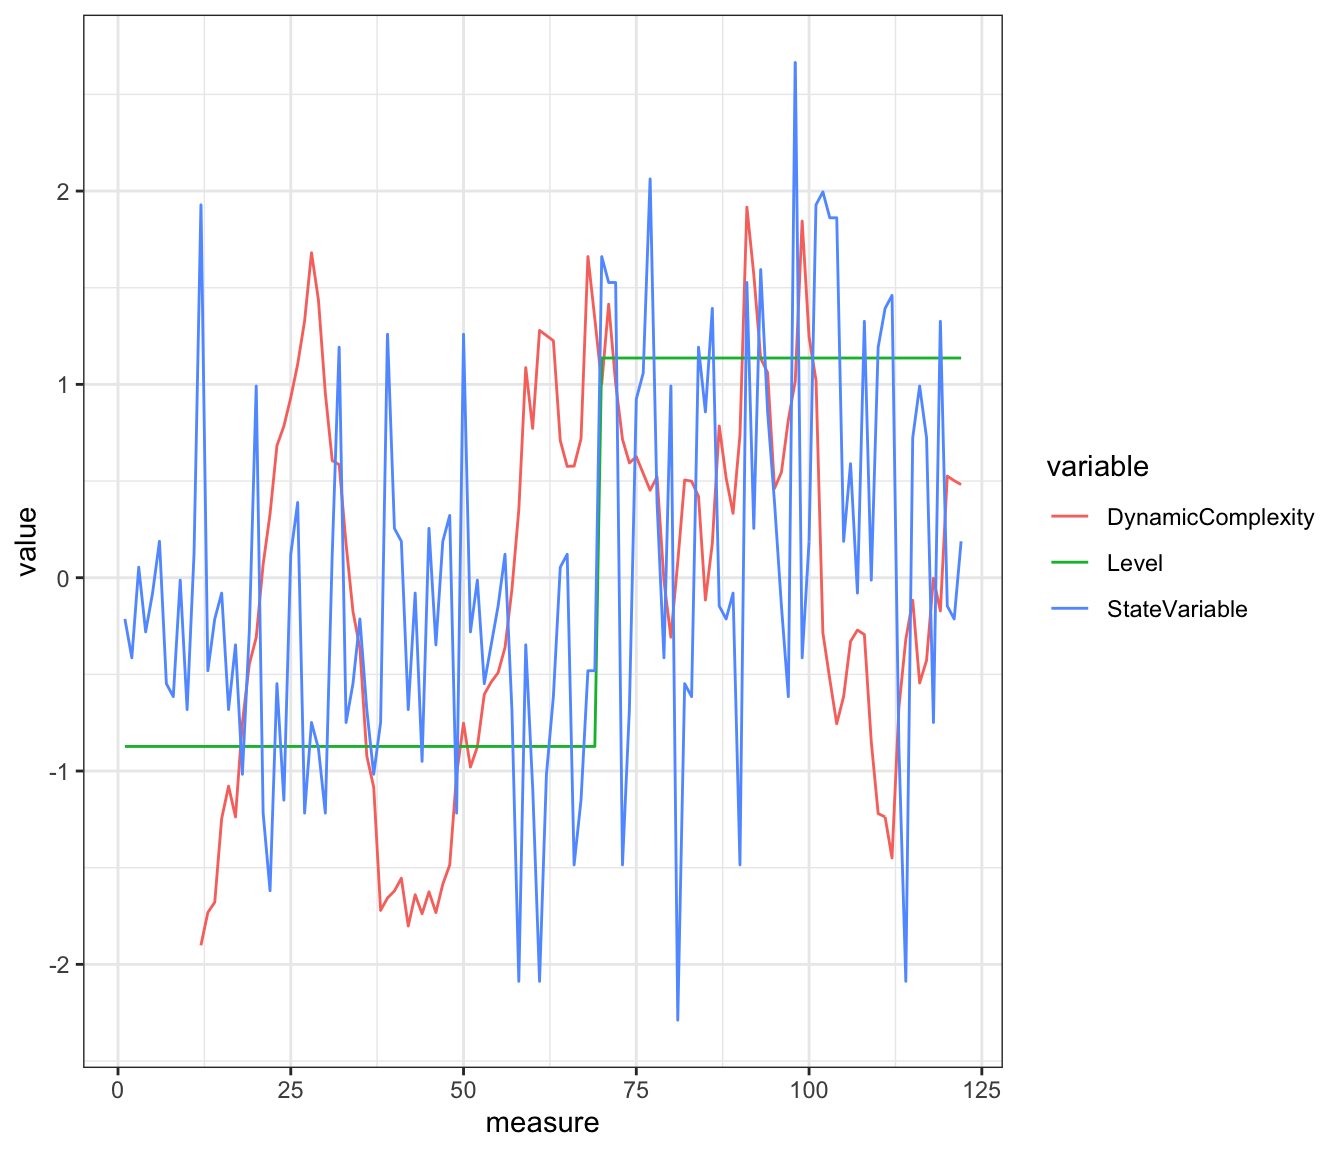 value
2
1
0
-1
-2
0 25 50 75 100 125
measure
variable
DynamicComplexity
Level
StateVariable